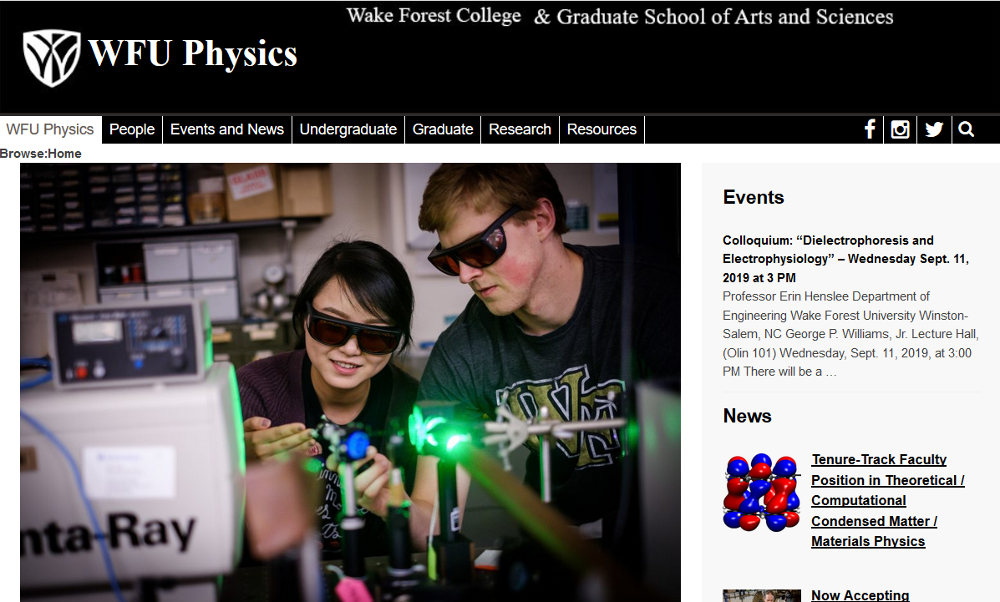 Wake Forest College & Graduate School of Arts and Sciences
WFU Physics
WFU Physics People Events and News Undergraduate Graduate Research Resources
Browse:Home
nta-Ray
Events
Colloquium: “Dielectrophoresis and
Electrophysiology” – Wednesday Sept. 11,
2019 at 3 PM
Professor Erin Henslee Department of
Engineering Wake Forest University Winston-
Salem, NC George P. Williams, Jr. Lecture Hall,
(Olin 101) Wednesday, Sept. 11, 2019, at 3:00
PM There will be a …
News
Tenure-Track Faculty
Position in Theoretical /
Computational
Condensed Matter /
Materials Physics
Now Accepting